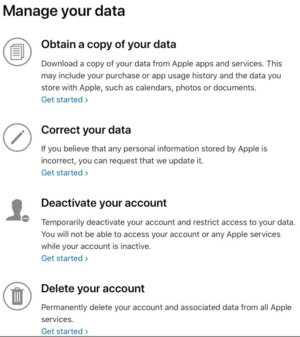 Manage your data
Obtain a copy of your data
Download a copy of your data from Apple apps and services. This
may include your purchase or app usage history and the data you
store with Apple, such as calendars, photos or documents.
Get started >
Correct your data
If you believe that any personal information stored by Apple is
incorrect, you can request that we update it.
Get started >
Deactivate your account
Temporarily deactivate your account and restrict access to your data.
You will not be able to access your account or any Apple services
while your account is inactive.
Get started >
Delete your account
Permanently delete your account and associated data from all Apple
services.
Get started >